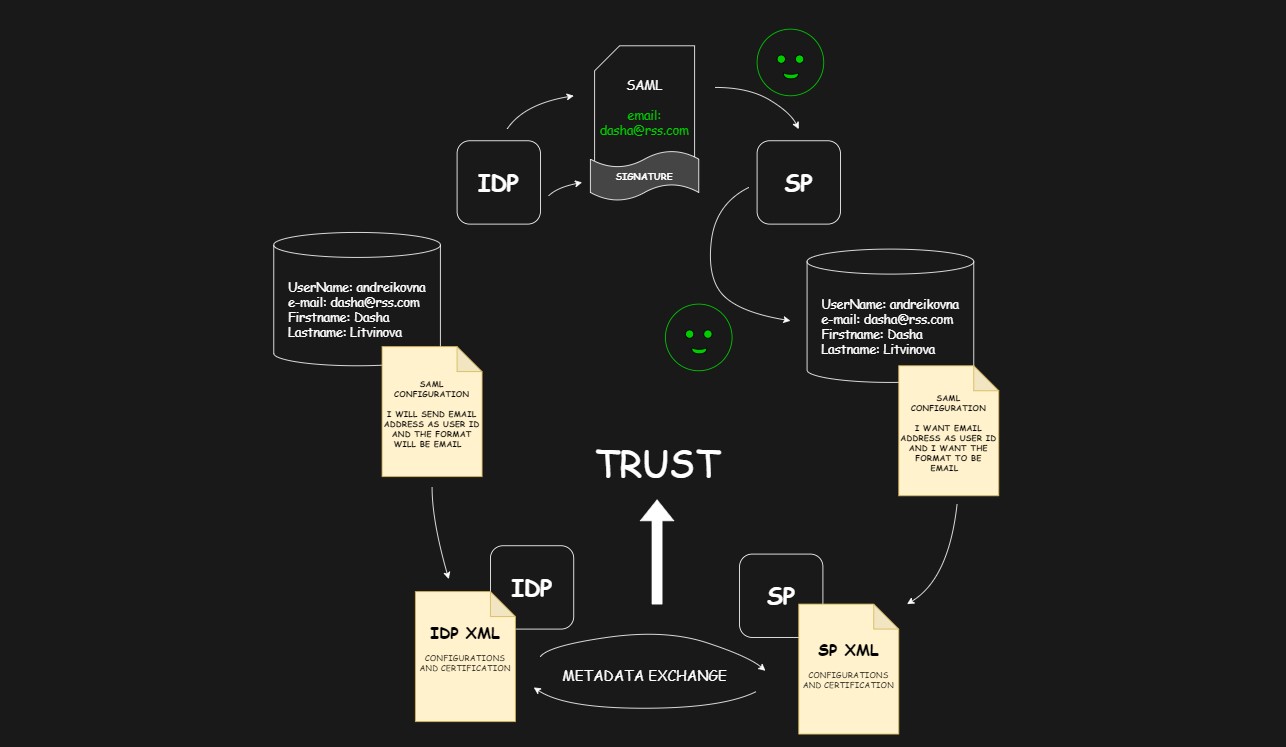 SAML
email:
dasha@rss.com
SIGNATURE
IDP
SP
UserName: andreikovna
e-mail: dasha@rss.com
Firstname: Dasha
Lastname: Litvinova
SAML
CONFIGURATION
I WILL SEND EMAIL
ADDRESS AS USER ID
AND THE FORMAT
WILL BE EMAIL
UserName: andreikovna
e-mail: dasha@rss.com
Firstname: Dasha
Lastname: Litvinova
SAML
CONFIGURATION
I WANT EMAIL
ADDRESS AS USER ID
AND I WANT THE
FORMAT TO BE
EMAIL
TRUST
IDP
IDP XML
CONFIGURATIONS
AND CERTIFICATION
METADATA EXCHANGE
SP
SP XML
CONFIGURATIONS
AND CERTIFICATION